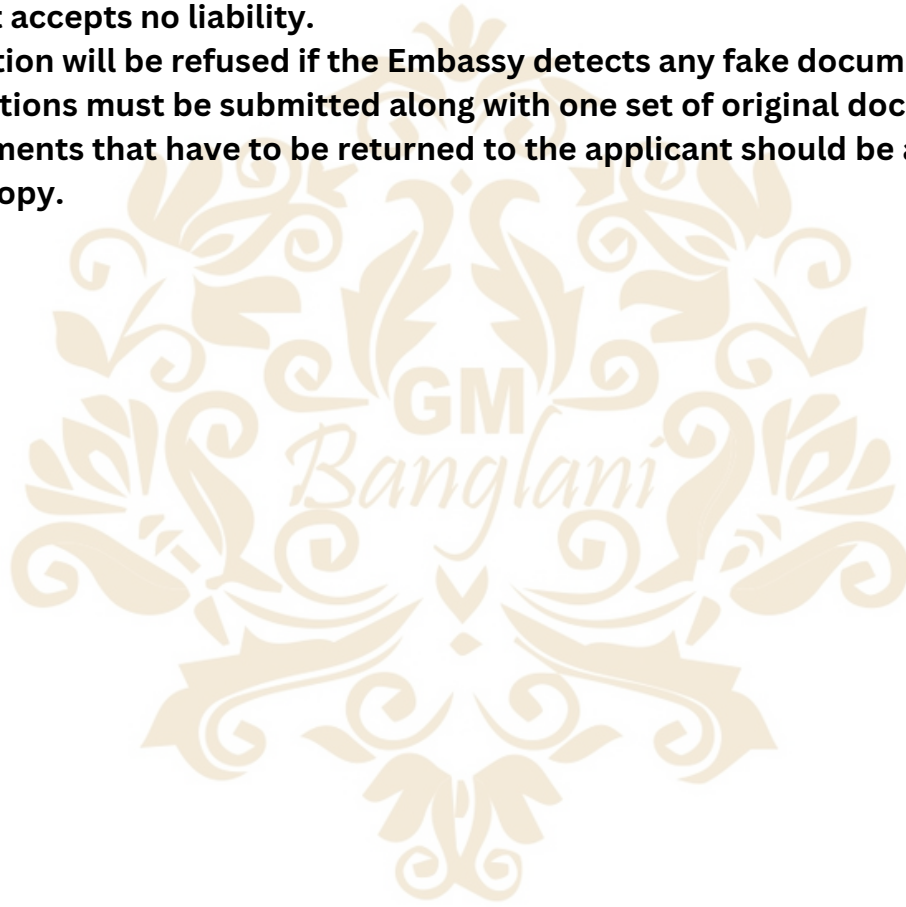 t accepts no liability.
tion will be refused if the Embassy detects any fake docum
tions must be submitted along with one set of original doc
ments that have to be returned to the applicant should be a
opy.
GM
Banglani